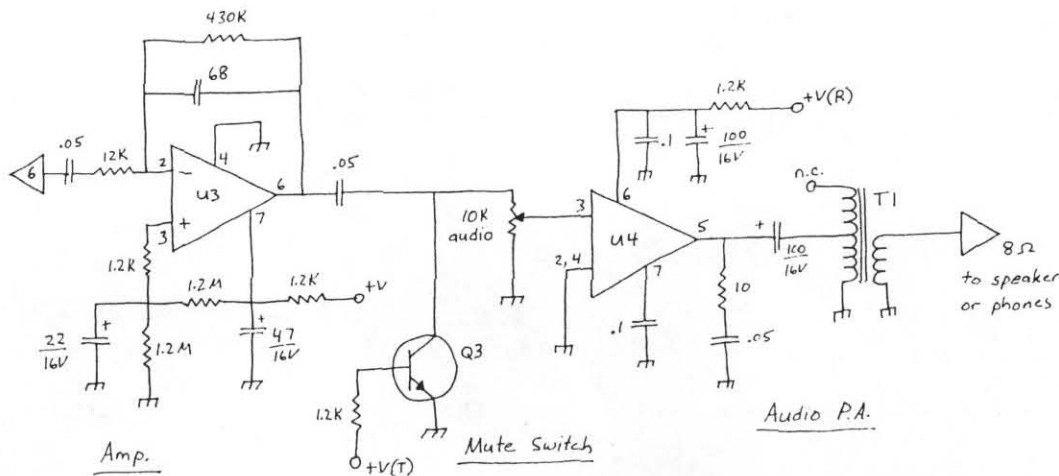 430K
68
.05
12K
6
2
−
4
U3
6
7
+
3
.05
1.2K
1.2M
1.2K
+V
22
16V
+
1.2M
+
47
16V
Amp.
10K
audio
Q3
1.2K
+V(T)
Mute Switch
1.2K
+V(R)
.1
+
100
16V
6
3
U4
2,4
5
7
.1
10
.05
+
100
16V
n.c.
T1
8Ω
to speaker
or phones
Audio P.A.